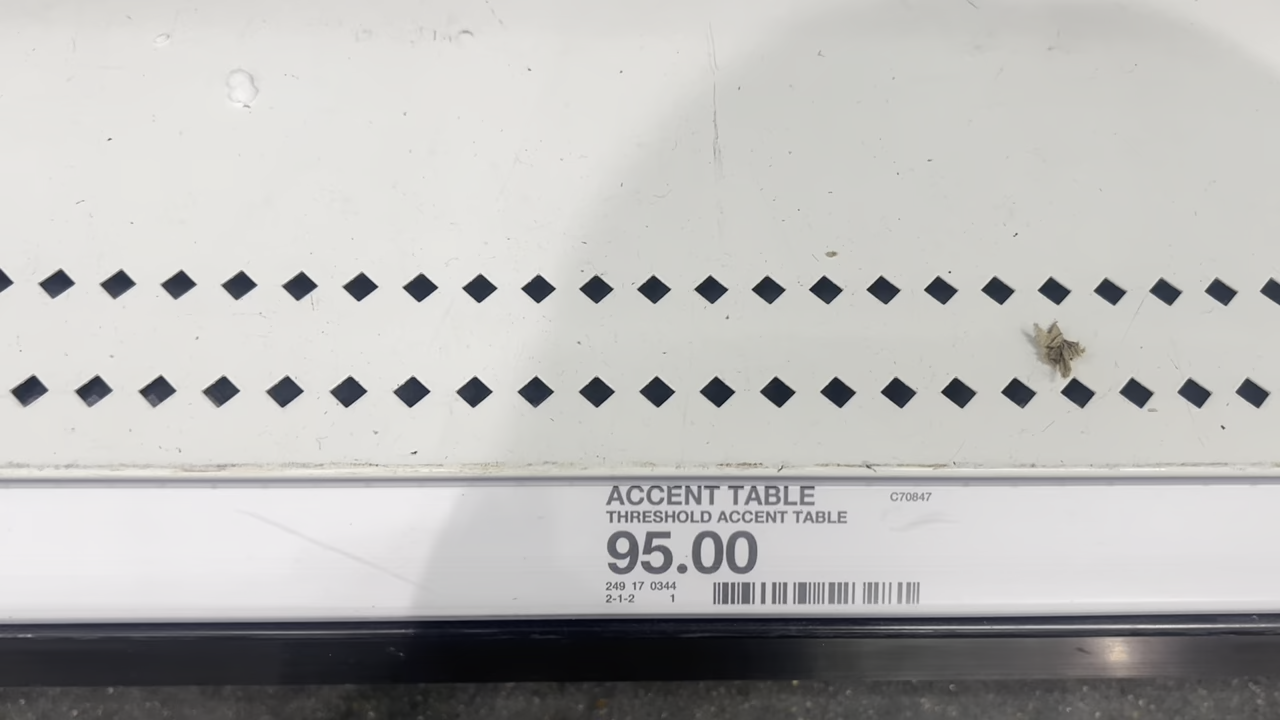 ACCENT TABLE C70847
THRESHOLD ACCENT TABLE
95.00
249 17 0344
2-1-2 1